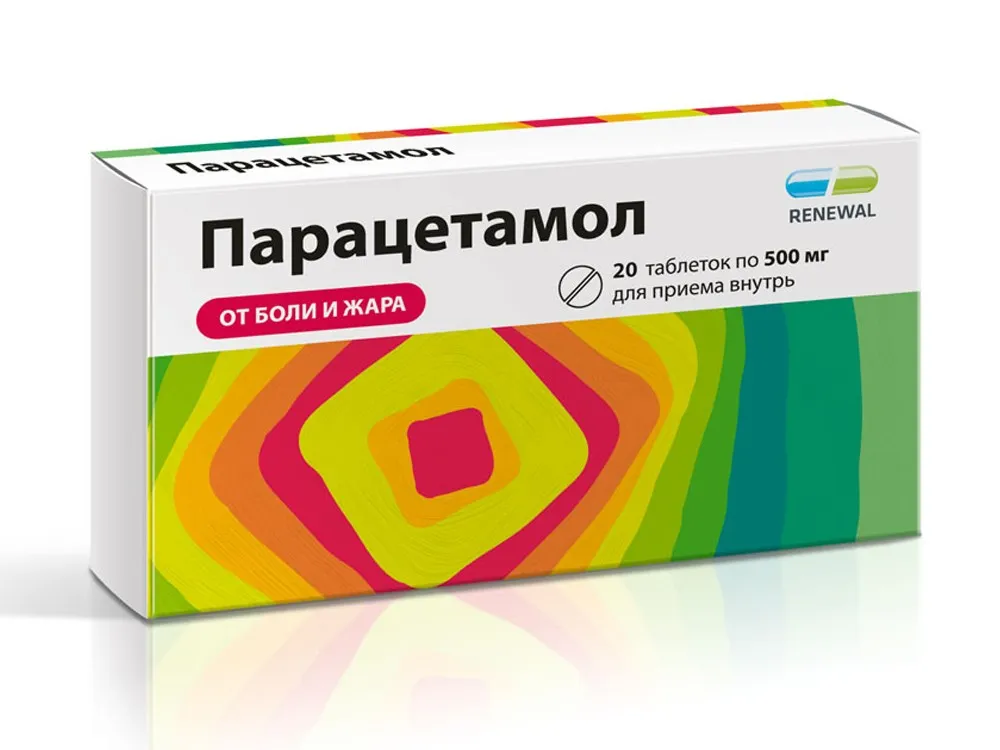 Парацетамол
Парацетамол
RENEWAL
ОТ БОЛИ И ЖАРА
20 таблеток по 500 мг
для приема внутрь